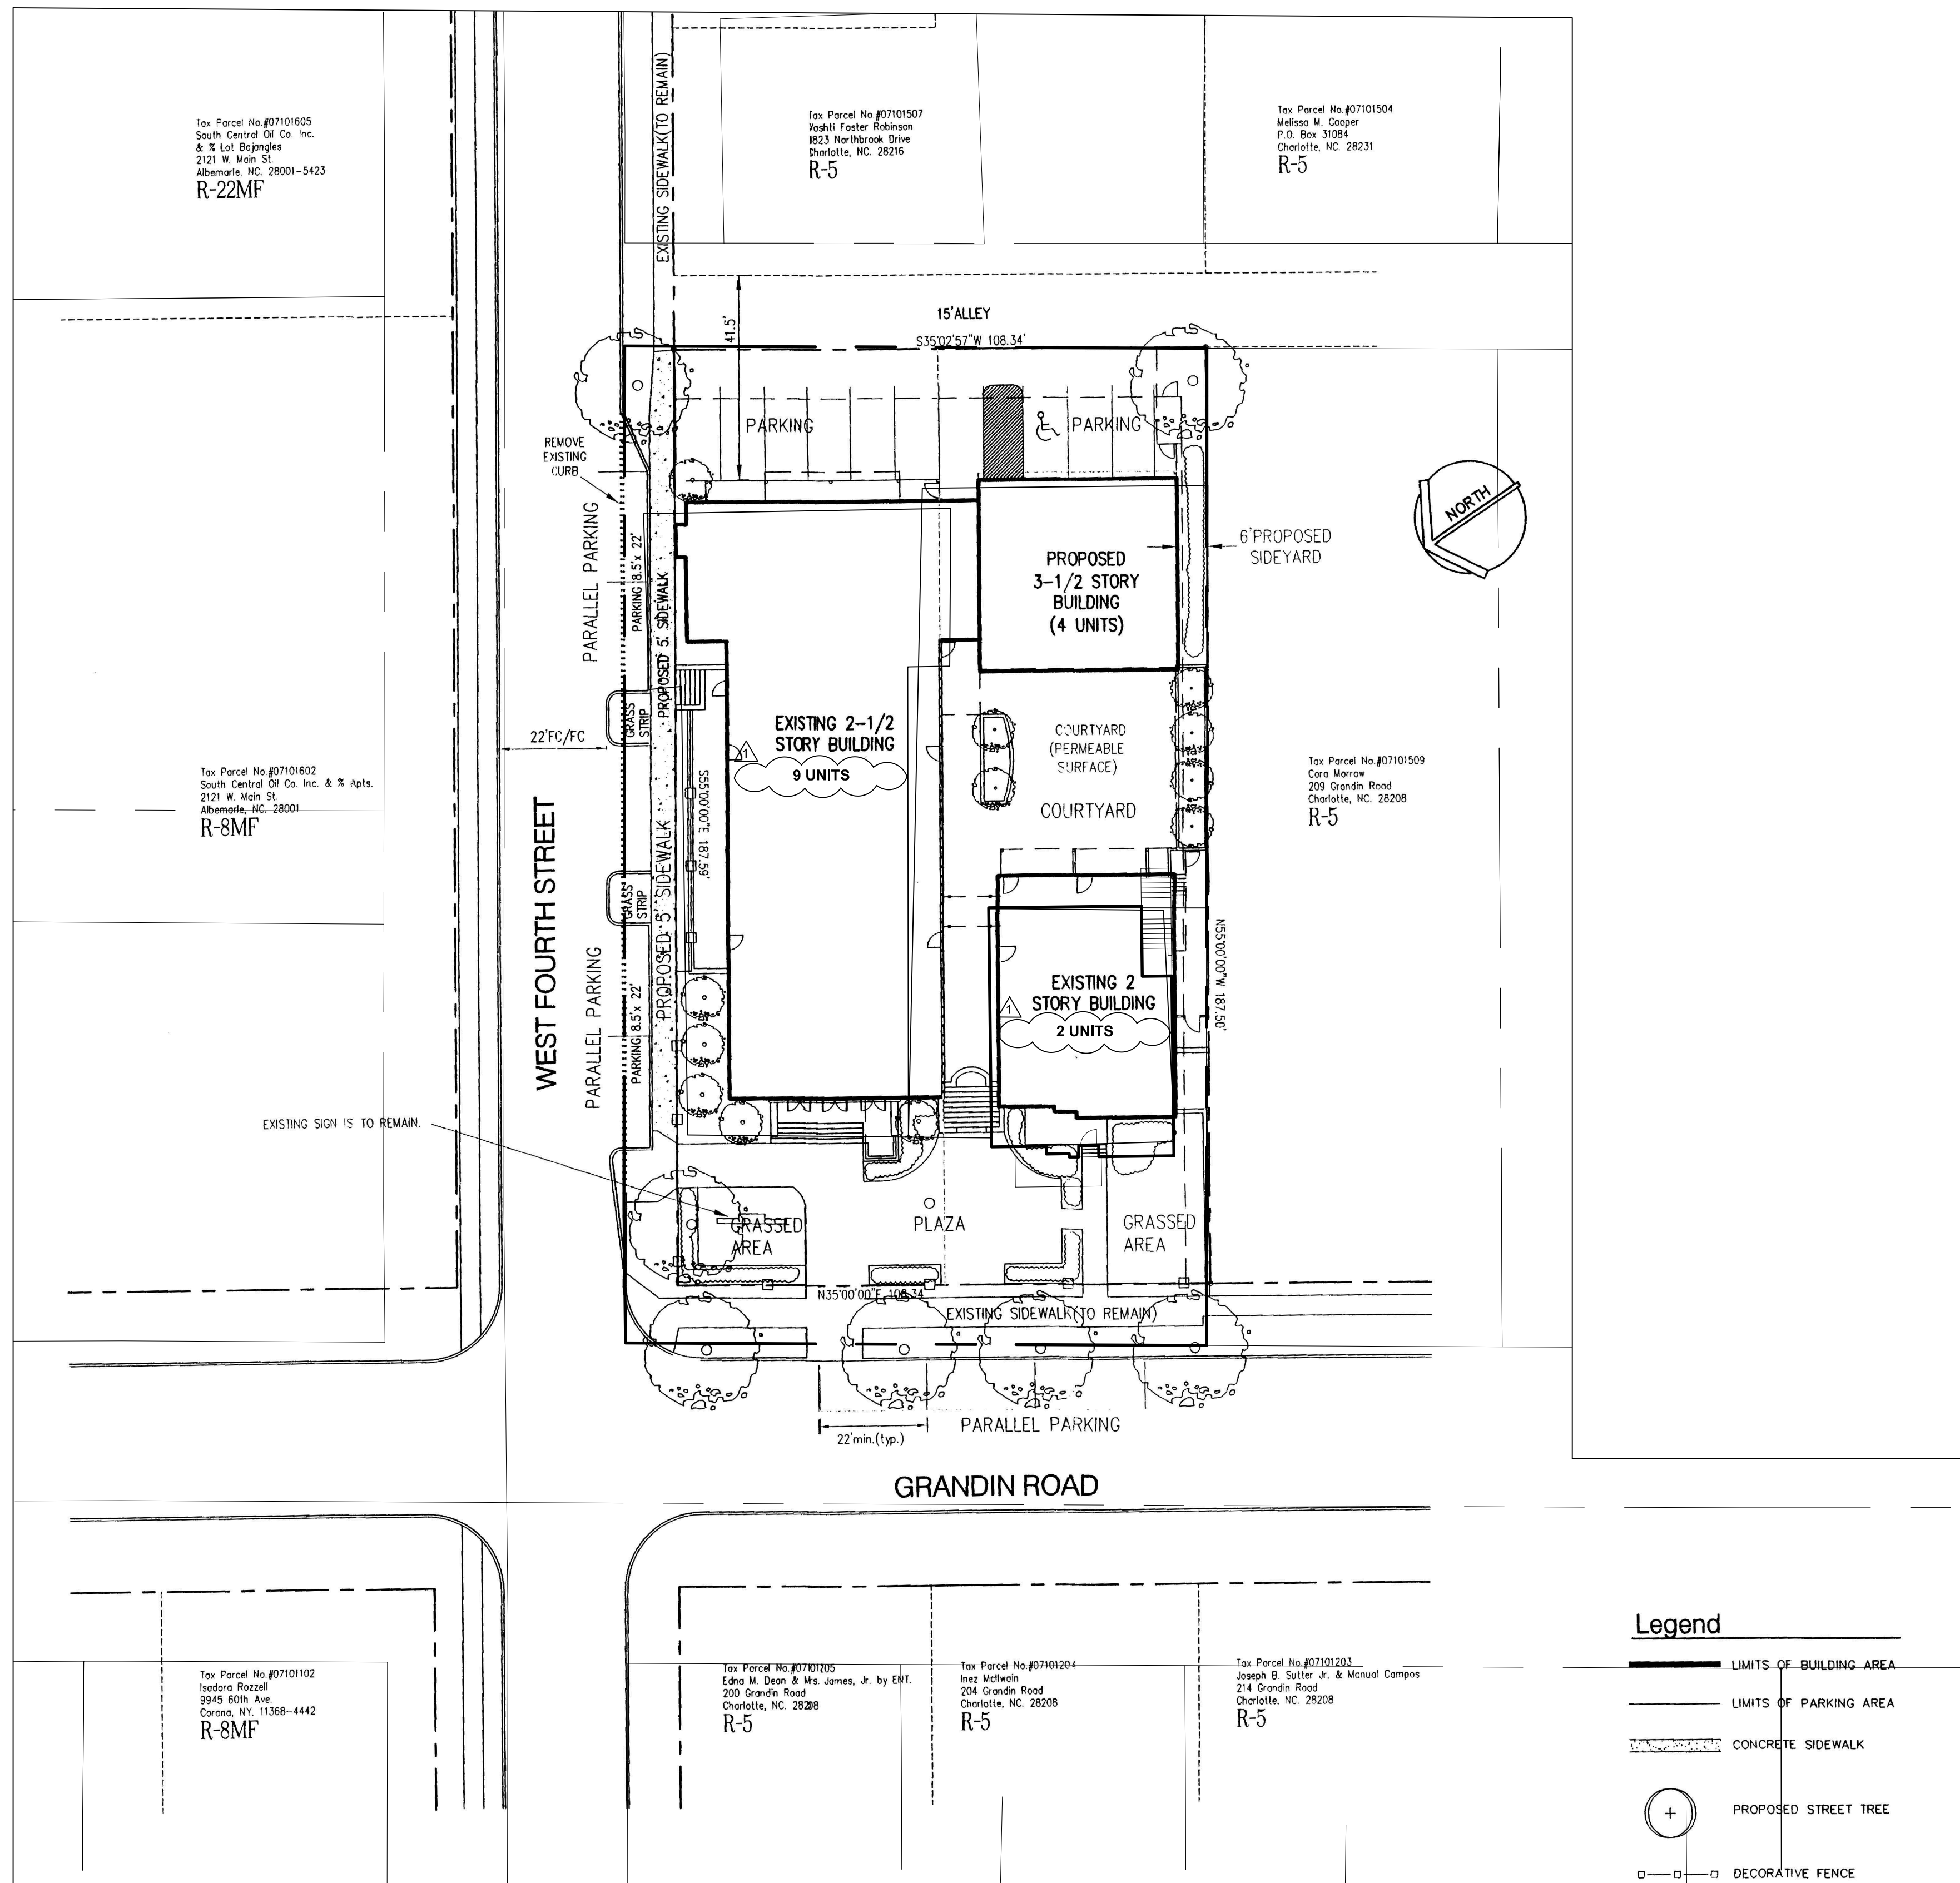 Tax Parcel No.#07101605
South Central Oil Co. Inc.
& % Lot Bojangles
2121 W. Main St.
Albemarle, NC. 28001-5423
R-22MF
EXISTING SIDEWALK(TO REMAIN)
Tax Parcel No.#07101507
Vashti Foster Robinson
1823 Northbrook Drive
Charlotte, NC. 28216
R-5
Tax Parcel No.#07101504
Melissa M. Cooper
P.O. Box 31084
Charlotte, NC. 28231
R-5
41.5'
15'ALLEY
S35°02'57"W 108.34'
PARKING
PARKING
REMOVE
EXISTING
CURB
PARALLEL PARKING
PARKING 8.5'x 22'
PROPOSED 5' SIDEWALK
NORTH
6'PROPOSED
SIDEYARD
PROPOSED
3-1/2 STORY
BUILDING
(4 UNITS)
GRASS
STRIP
22'FC/FC
EXISTING 2-1/2
STORY BUILDING
1
9 UNITS
COURTYARD
(PERMEABLE
SURFACE)
COURTYARD
S55°00'00"E 187.59'
Tax Parcel No.#07101602
South Central Oil Co. Inc. & % Apts.
2121 W. Main St.
Albemarle, NC. 28001
R-8MF
Tax Parcel No.#07101509
Cora Morrow
209 Grandin Road
Charlotte, NC. 28208
R-5
WEST FOURTH STREET
PROPOSED 5' SIDEWALK
GRASS
STRIP
PARALLEL PARKING
PARKING 8.5'x 22'
N55°00'00"W 187.50'
EXISTING 2
STORY BUILDING
1
2 UNITS
EXISTING SIGN IS TO REMAIN.
GRASSED
AREA
PLAZA
GRASSED
AREA
N35°00'00"E 108.34
EXISTING SIDEWALK(TO REMAIN)
22'min.(typ.)
PARALLEL PARKING
GRANDIN ROAD
Tax Parcel No.#07101102
Isadora Rozzell
9945 60th Ave.
Corona, NY. 11368-4442
R-8MF
Tax Parcel No.#07101205
Edna M. Dean & Mrs. James, Jr. by ENT.
200 Grandin Road
Charlotte, NC. 28208
R-5
Tax Parcel No.#07101204
Inez McIlwain
204 Grandin Road
Charlotte, NC. 28208
R-5
Tax Parcel No.#07101203
Joseph B. Sutter Jr. & Manual Campos
214 Grandin Road
Charlotte, NC. 28208
R-5
Legend
LIMITS OF BUILDING AREA
LIMITS OF PARKING AREA
CONCRETE SIDEWALK
PROPOSED STREET TREE
DECORATIVE FENCE